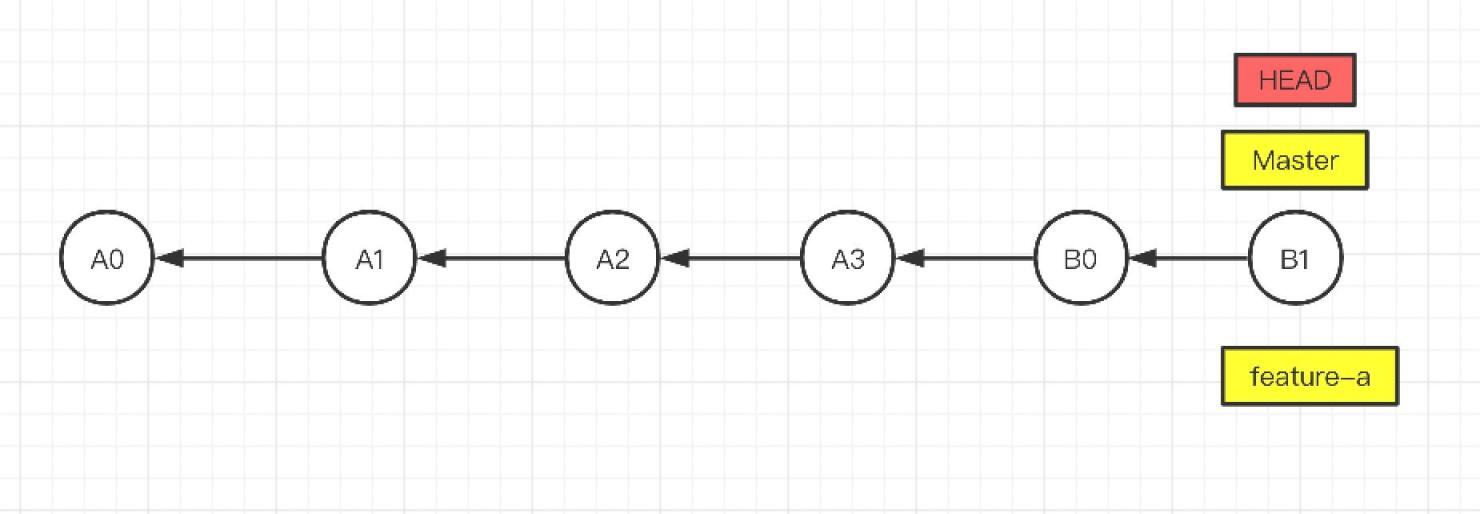 HEAD
Master
A0 A1 A2 A3 B0 B1
feature-a